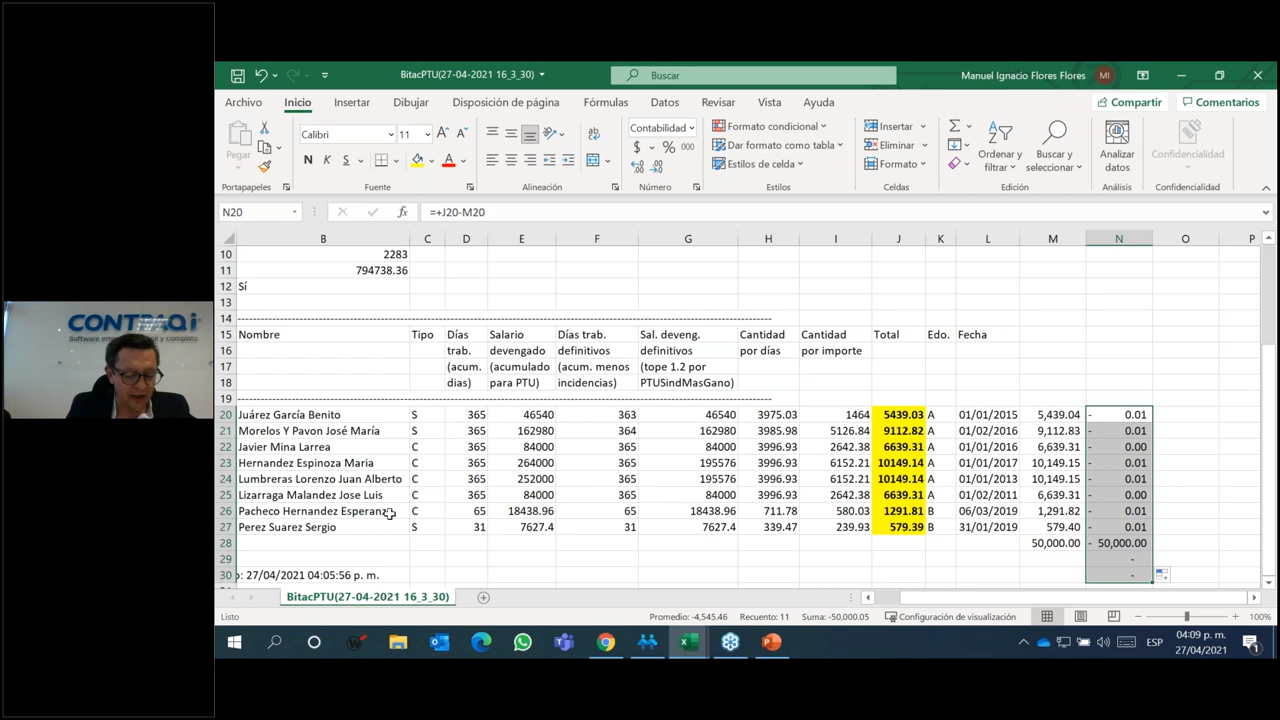 BitacPTU(27-04-2021 16_3_30)
Buscar
Manuel Ignacio Flores Flores
MI
Archivo Inicio Insertar Dibujar Disposición de página Fórmulas Datos Revisar Vista Ayuda
Compartir
Comentarios
Pegar
Calibri
11
N K S
Contabilidad
$ % 000
Formato condicional
Dar formato como tabla
Estilos de celda
Insertar
Eliminar
Formato
Ordenar y filtrar
Buscar y seleccionar
Analizar datos
Confidencialidad
Portapapeles Fuente Alineación Número Estilos Celdas Edición Análisis Confidencialidad
N20
fx
=+J20-M20
B C D E F G H I J K L M N O P
10 2283
11 794738.36
12 Sí
13
14 --------------------------------
15 Nombre Tipo Días Salario Días trab. Sal. deveng. Cantidad Cantidad Total Edo. Fecha
16 trab. devengado definitivos definitivos por días por importe
17 (acum. (acumulado (acum. menos (tope 1.2 por
18 dias) para PTU) incidencias) PTUSindMasGano)
19 --------------------------------
20 Juárez García Benito S 365 46540 363 46540 3975.03 1464 5439.03 A 01/01/2015 5,439.04 - 0.01
21 Morelos Y Pavon José María S 365 162980 364 162980 3985.98 5126.84 9112.82 A 01/02/2016 9,112.83 - 0.01
22 Javier Mina Larrea C 365 84000 365 84000 3996.93 2642.38 6639.31 A 01/01/2016 6,639.31 - 0.00
23 Hernandez Espinoza Maria C 365 264000 365 195576 3996.93 6152.21 10149.14 A 01/01/2017 10,149.15 - 0.01
24 Lumbreras Lorenzo Juan Alberto C 365 252000 365 195576 3996.93 6152.21 10149.14 A 01/01/2013 10,149.15 - 0.01
25 Lizarraga Malandez Jose Luis C 365 84000 365 84000 3996.93 2642.38 6639.31 A 01/02/2011 6,639.31 - 0.00
26 Pacheco Hernandez Esperanz C 65 18438.96 65 18438.96 711.78 580.03 1291.81 B 06/03/2019 1,291.82 - 0.01
27 Perez Suarez Sergio S 31 7627.4 31 7627.4 339.47 239.93 579.39 B 31/01/2019 579.40 - 0.01
28 50,000.00 - 50,000.00
29 -
30 o: 27/04/2021 04:05:56 p. m. -
CONTPAQi
BitacPTU(27-04-2021 16_3_30)
Listo
Promedio: -4,545.46 Recuento: 11 Suma: -50,000.05
Configuración de visualización
100%
ESP
04:09 p. m.
27/04/2021
1